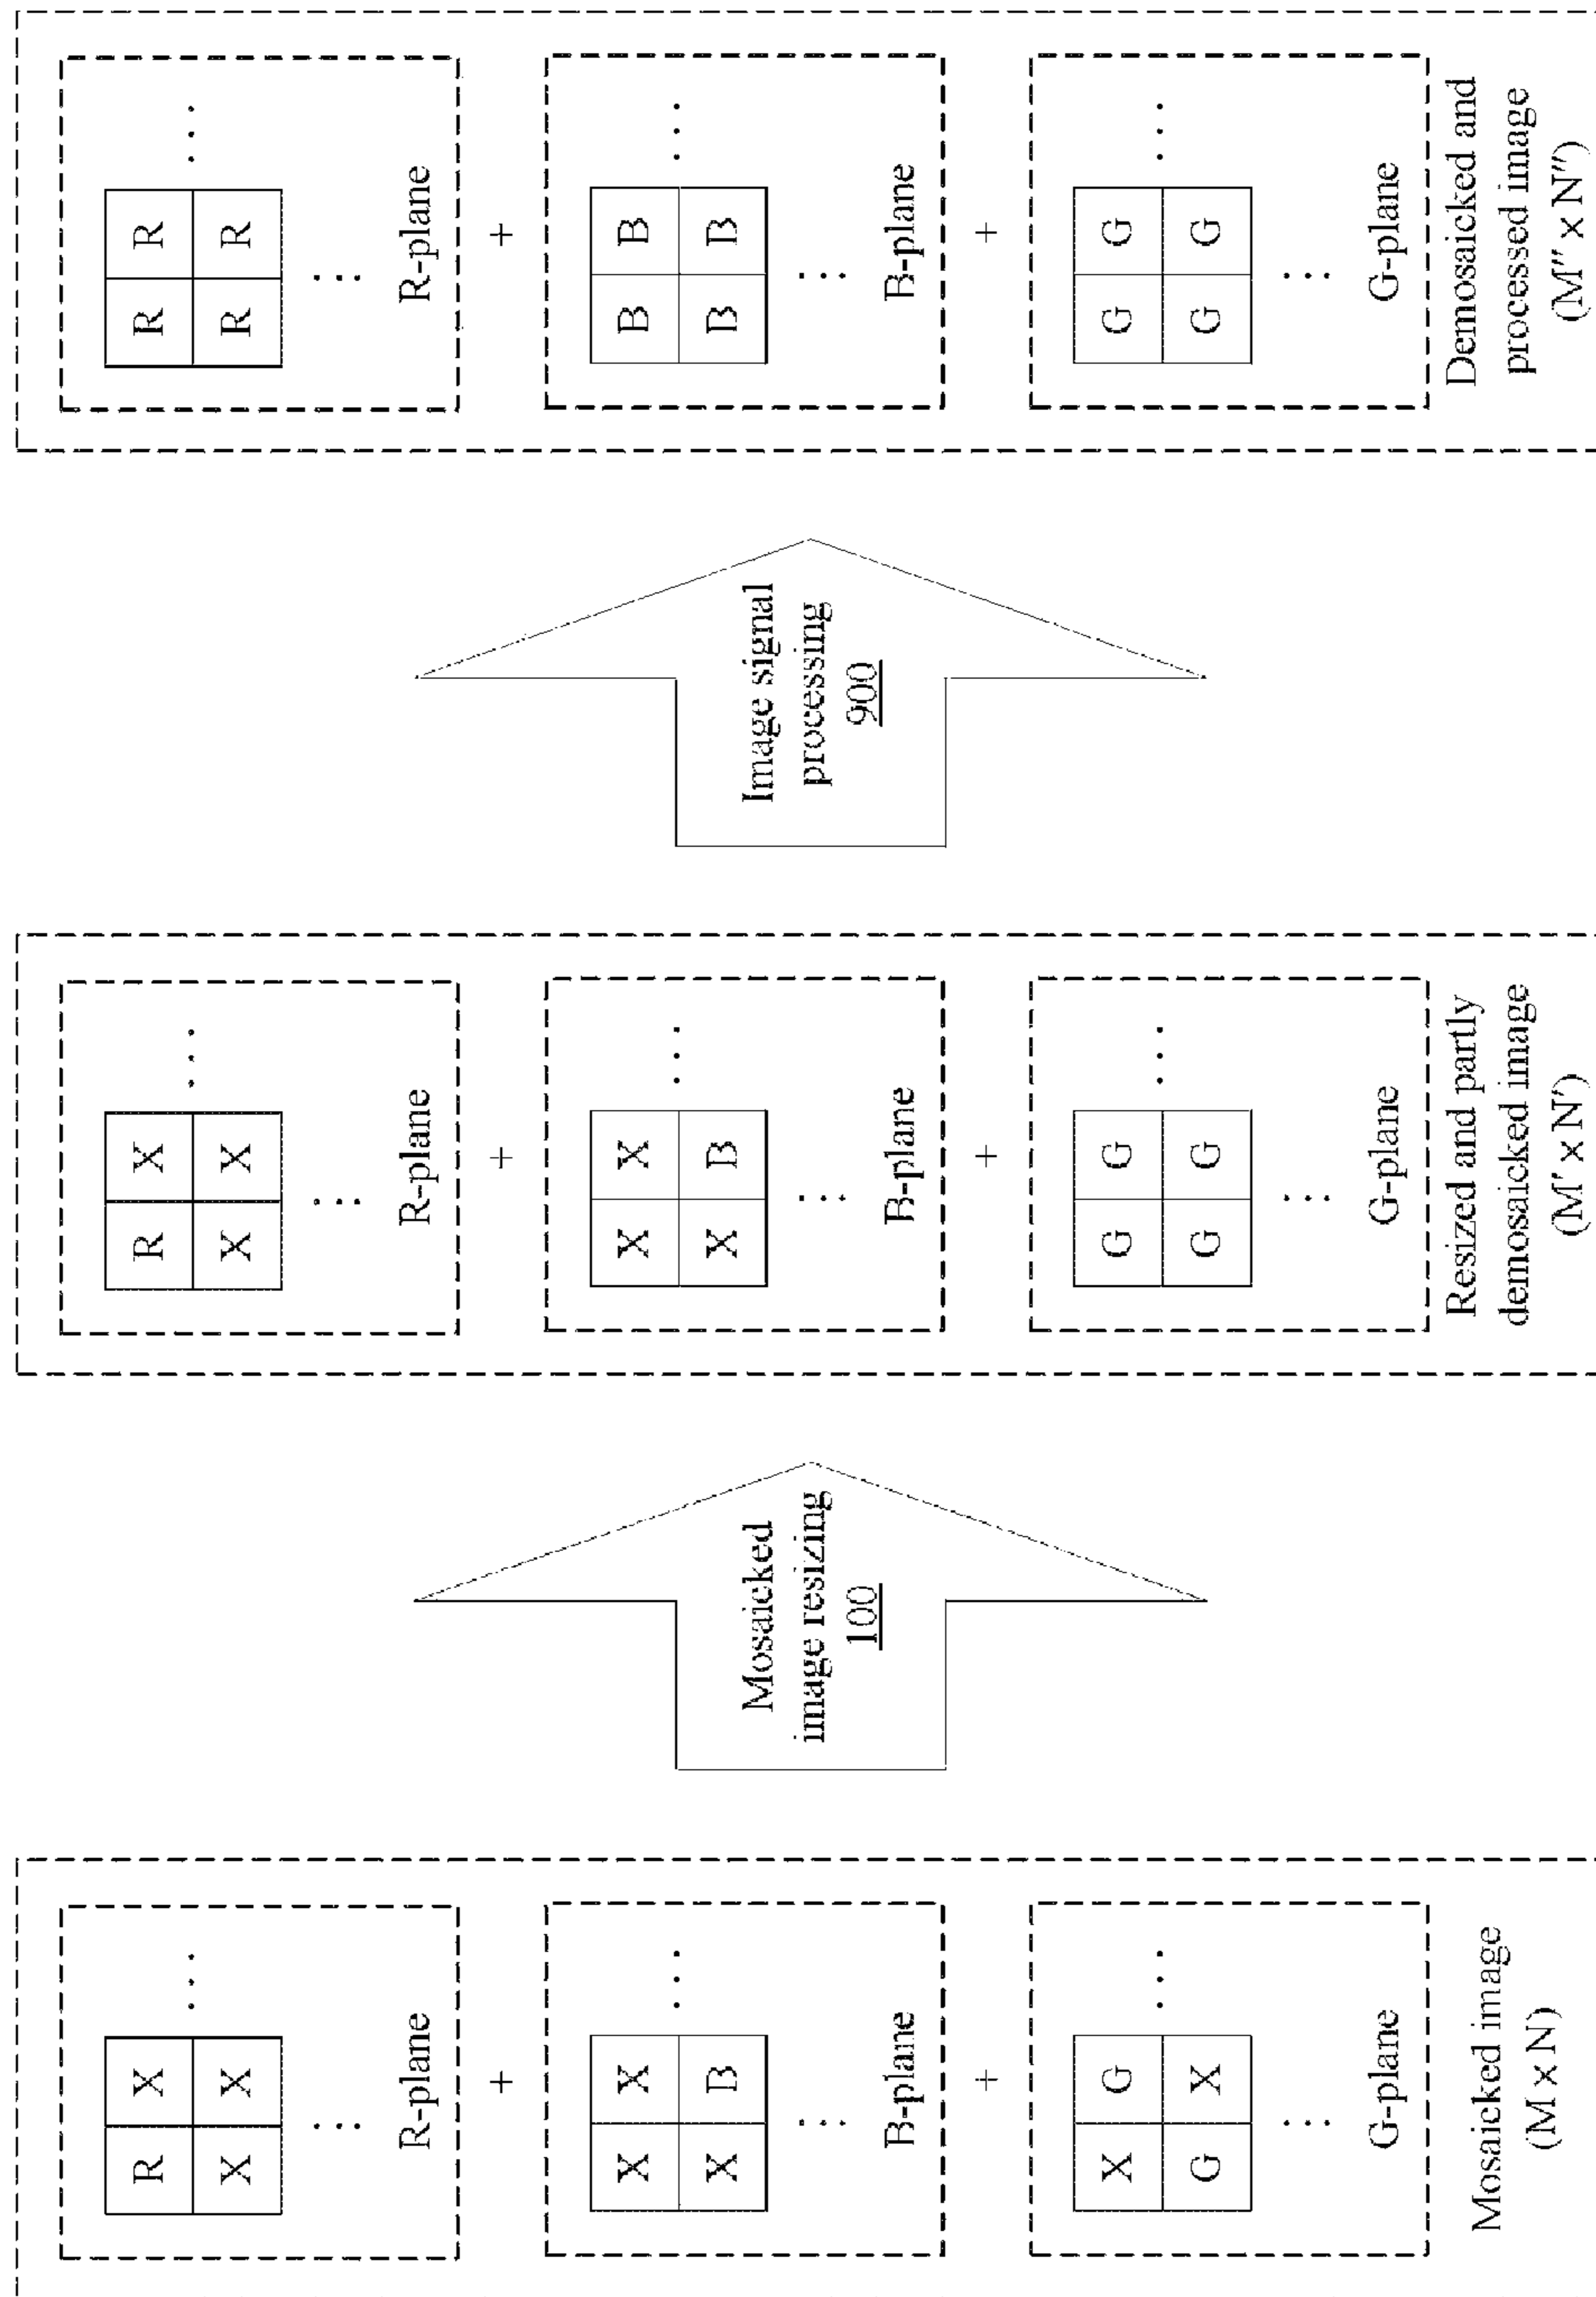 R X ...
X X
⋮
R-plane
+
X X ...
X B
⋮
B-plane
+
X G ...
G X
⋮
G-plane
Mosaicked image
(M × N)
Mosaicked
image resizing
100
R X ...
X X
⋮
R-plane
+
X X ...
X B
⋮
B-plane
+
G G ...
G G
⋮
G-plane
Resized and partly
demosaicked image
(M′ × N′)
Image signal
processing
900
R R ...
R R
⋮
R-plane
+
B B ...
B B
⋮
B-plane
+
G G ...
G G
⋮
G-plane
Demosaicked and
processed image
(M″ × N″)